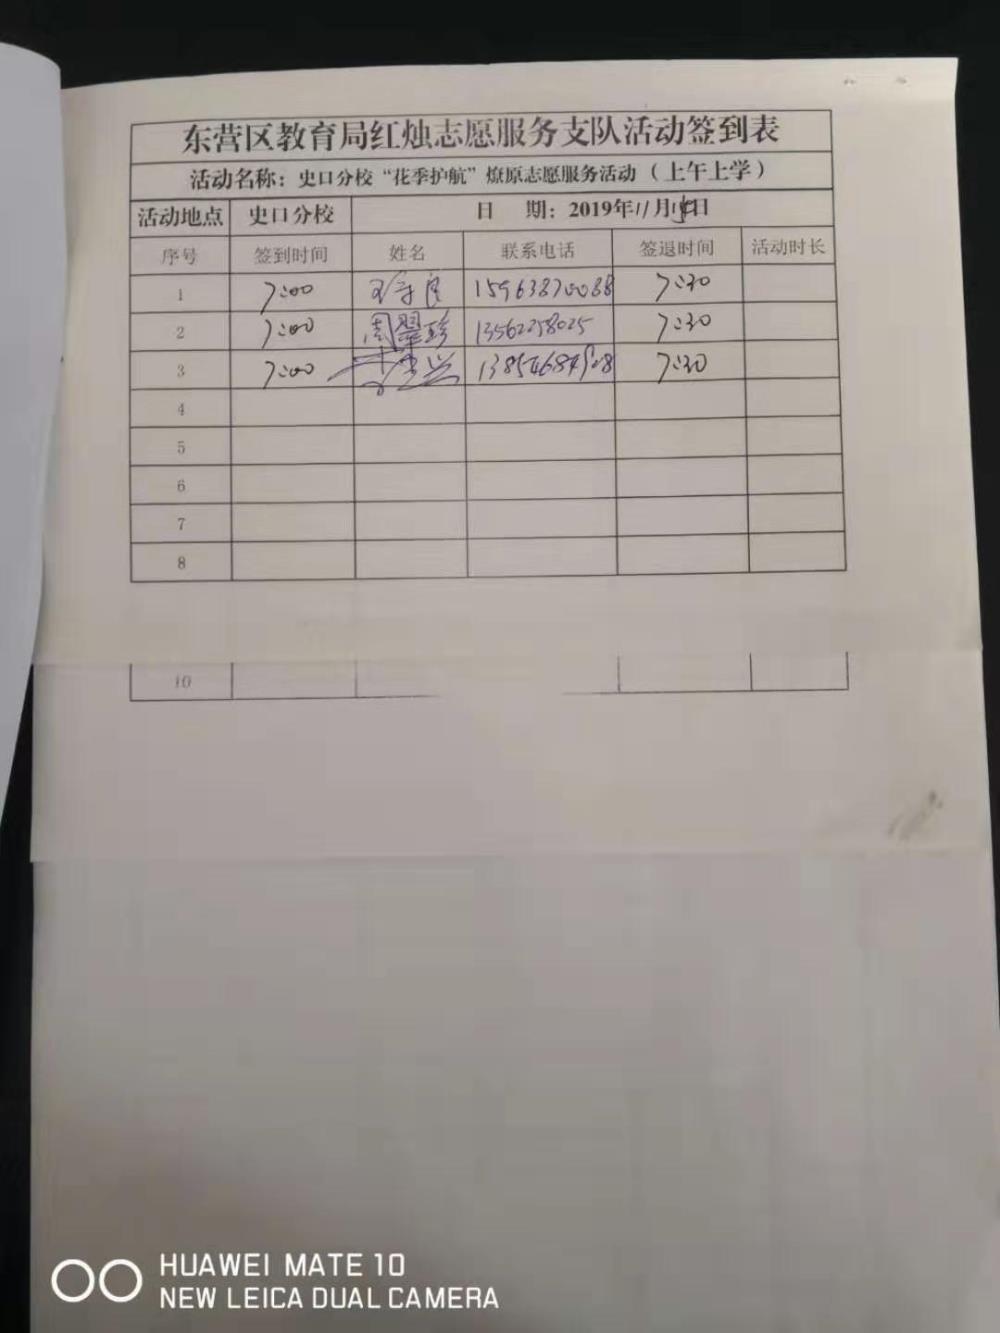 东营区教育局红烛志愿服务支队活动签到表
活动名称：史口分校“花季护航”燎原志愿服务活动（上午上学）
活动地点 史口分校 日 期：2019年11月 日
序号 签到时间 姓名 联系电话 签退时间 活动时长
1 7:00 15963870088 7:30
2 7:00 周翠珍 13562258025 7:30
3 7:00 7:30
4
5
6
7
8
10
HUAWEI MATE 10
NEW LEICA DUAL CAMERA